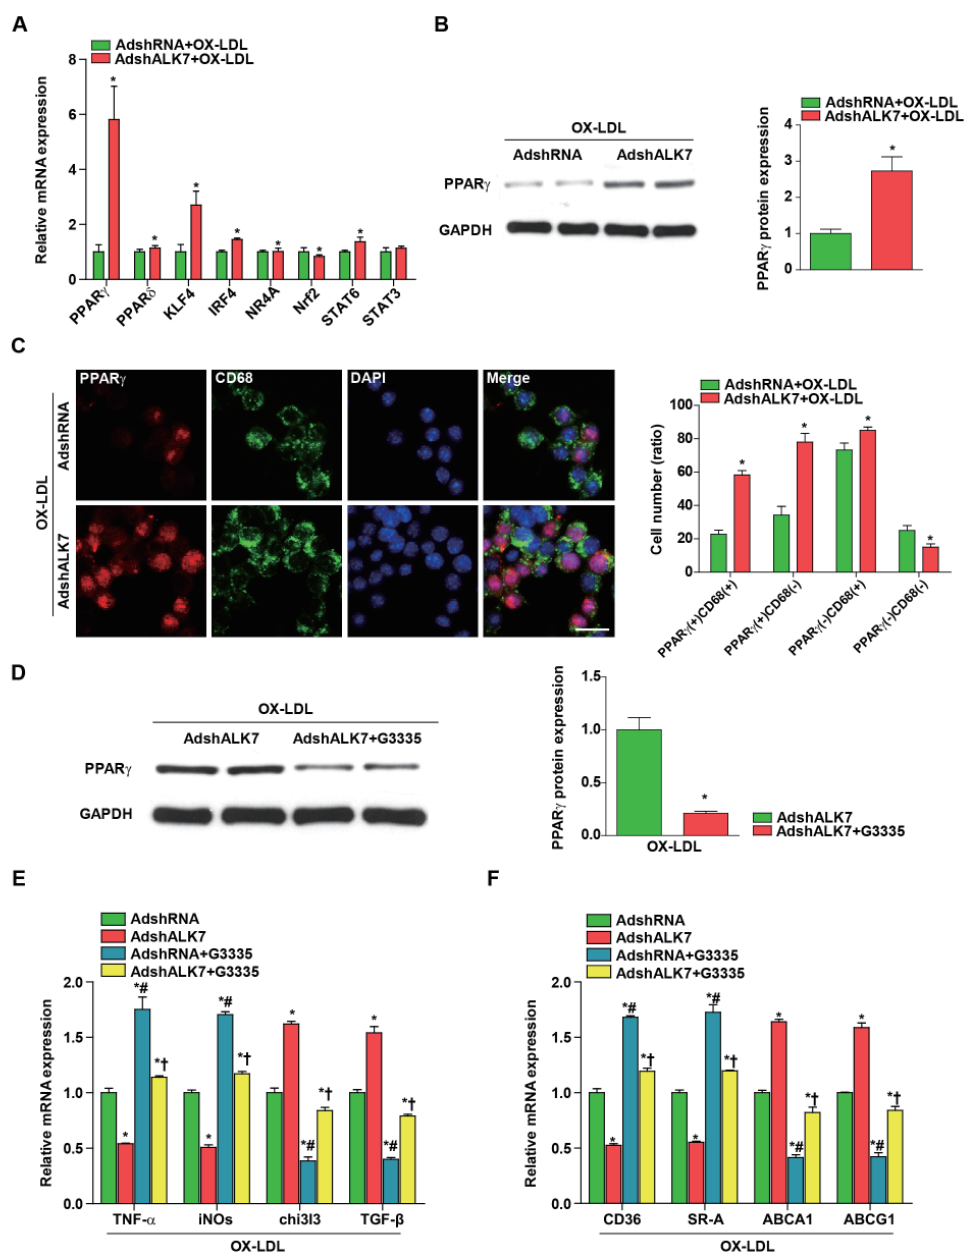 A
AdshRNA+OX-LDL
AdshALK7+OX-LDL
Relative mRNA expression
8
6
4
2
0
*
*
*
*
*
*
*
PPARγ
PPARδ
KLF4
IRF4
NR4A
Nrf2
STAT6
STAT3
B
OX-LDL
AdshRNA AdshALK7
PPARγ
GAPDH
AdshRNA+OX-LDL
AdshALK7+OX-LDL
PPARγ protein expression
4
3
2
1
0
*
C
OX-LDL
AdshRNA
AdshALK7
PPARγ CD68 DAPI Merge
AdshRNA+OX-LDL
AdshALK7+OX-LDL
Cell number (ratio)
100
80
60
40
20
0
* * * *
PPARγ(+)CD68(+)
PPARγ(+)CD68(-)
PPARγ(-)CD68(+)
PPARγ(-)CD68(-)
D
OX-LDL
AdshALK7 AdshALK7+G3335
PPARγ
GAPDH
PPARγ protein expression
1.5
1.0
0.5
0.0
*
OX-LDL
AdshALK7
AdshALK7+G3335
E
AdshRNA
AdshALK7
AdshRNA+G3335
AdshALK7+G3335
Relative mRNA expression
2.0
1.5
1.0
0.5
0.0
* *# *†
* *# *†
* *# *†
* *# *†
TNF-α iNOs chi3l3 TGF-β
OX-LDL
F
AdshRNA
AdshALK7
AdshRNA+G3335
AdshALK7+G3335
Relative mRNA expression
2.0
1.5
1.0
0.5
0.0
* *# *†
* *# *†
* *# *†
* *# *†
CD36 SR-A ABCA1 ABCG1
OX-LDL